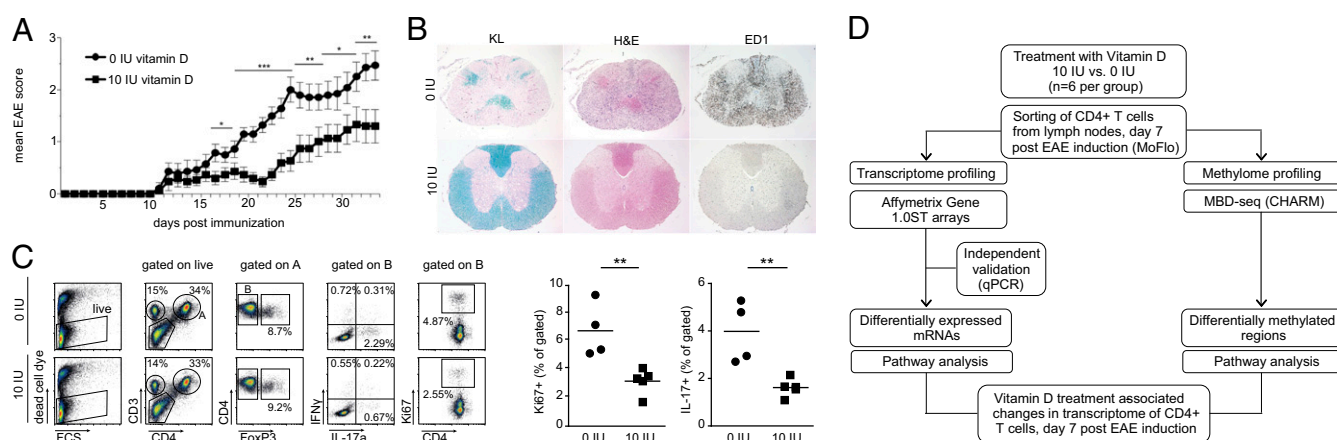 A
mean EAE score
3
2
1
0
0 IU vitamin D
10 IU vitamin D
*
***
**
*
**
5 10 15 20 25 30
days post immunization
B
KL H&E ED1
0 IU
10 IU
C
gated on live gated on A gated on B gated on B
0 IU
10 IU
live
15% 34%
A
B
8.7%
0.72% 0.31%
2.29%
4.87%
14% 33%
9.2%
0.55% 0.22%
0.67%
2.55%
dead cell dye
CD3
CD4
IFNγ
Ki67
FCS
CD4
FoxP3
IL-17a
CD4
**
Ki67+ (% of gated)
10
8
6
4
2
0
0 IU 10 IU
**
IL-17+ (% of gated)
6
4
2
0
0 IU 10 IU
D
Treatment with Vitamin D
10 IU vs. 0 IU
(n=6 per group)
Sorting of CD4+ T cells
from lymph nodes, day 7
post EAE induction (MoFlo)
Transcriptome profiling
Methylome profiling
Affymetrix Gene
1.0ST arrays
MBD-seq (CHARM)
Independent
validation
(qPCR)
Differentially expressed
mRNAs
Differentially methylated
regions
Pathway analysis
Pathway analysis
Vitamin D treatment associated
changes in transcriptome of CD4+
T cells, day 7 post EAE induction